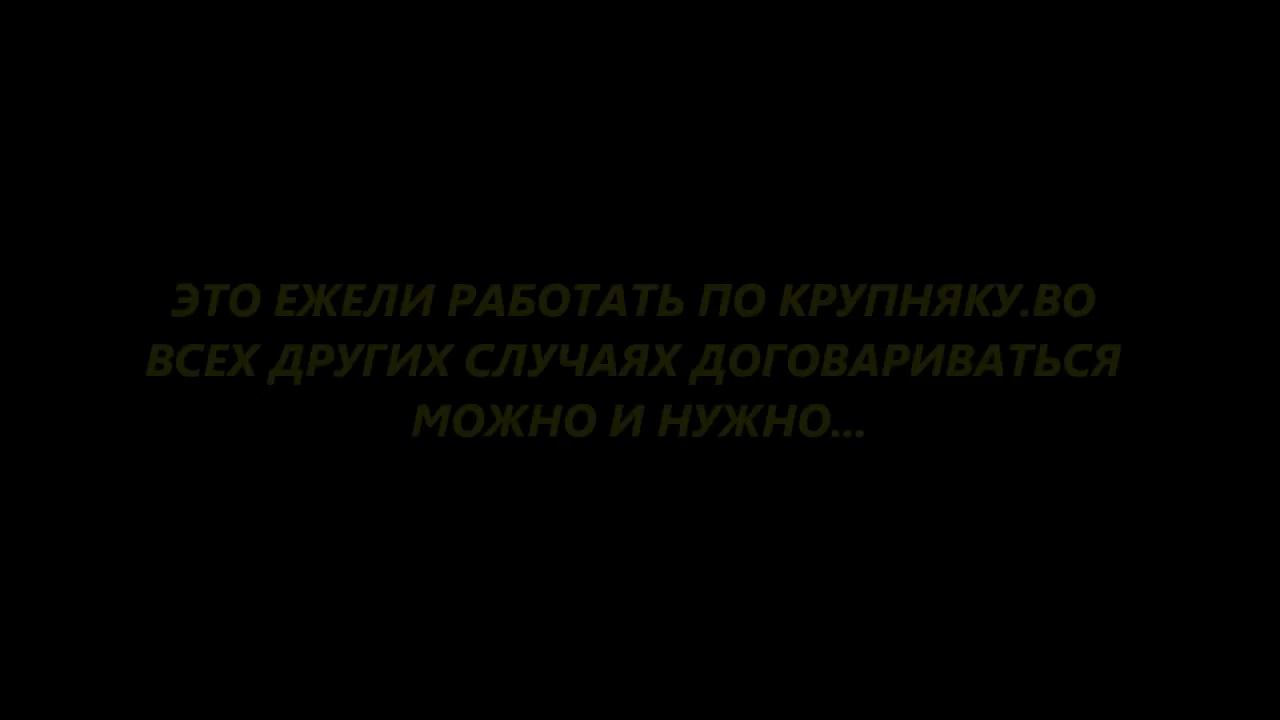 ЭТО ЕЖЕЛИ РАБОТАТЬ ПО КРУПНЯКУ.ВО
ВСЕХ ДРУГИХ СЛУЧАЯХ ДОГОВАРИВАТЬСЯ
МОЖНО И НУЖНО...